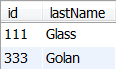 id lastName
111 Glass
333 Golan